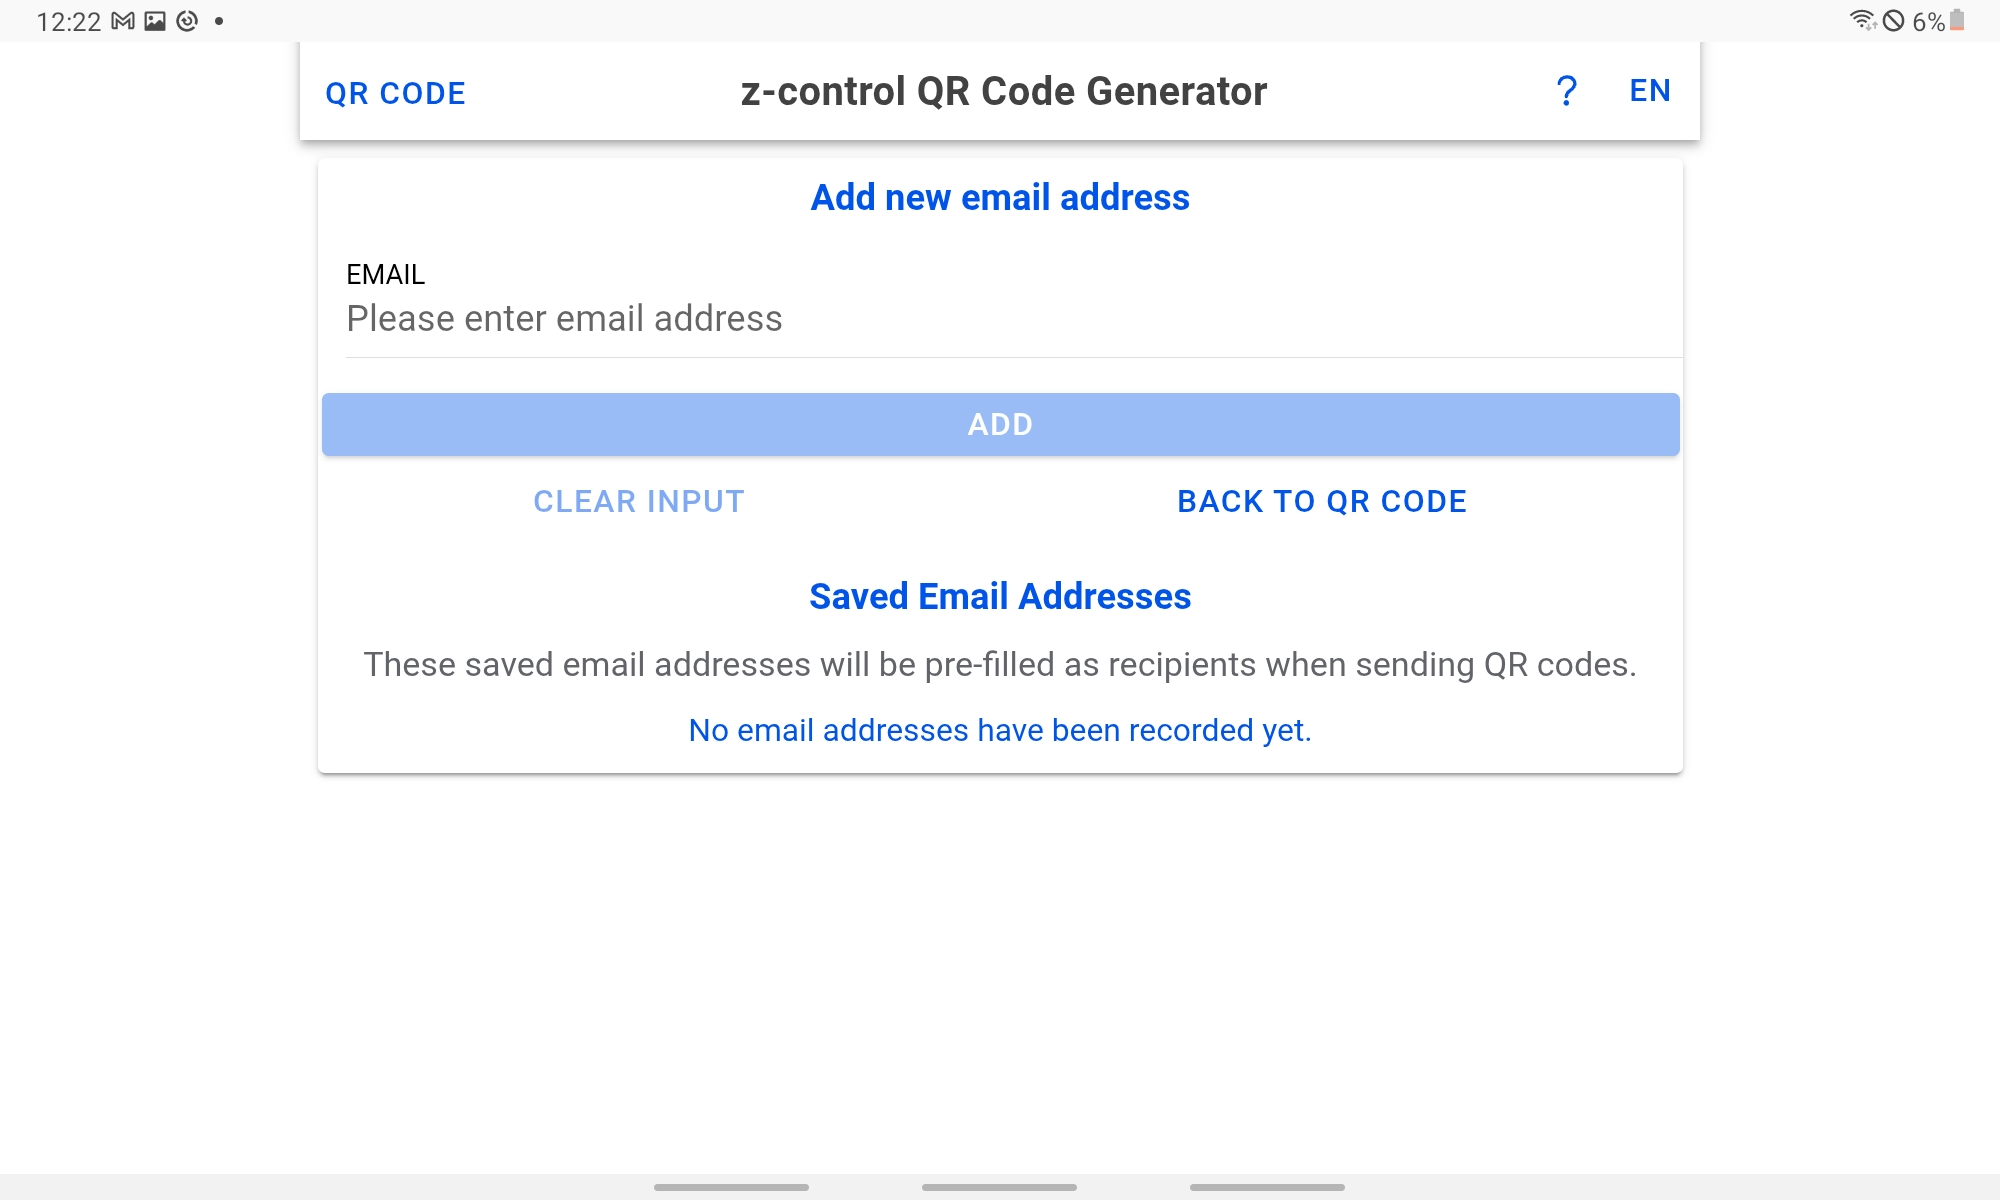 12:22
6%
QR CODE
z-control QR Code Generator
?
EN
Add new email address
EMAIL
Please enter email address
ADD
CLEAR INPUT
BACK TO QR CODE
Saved Email Addresses
These saved email addresses will be pre-filled as recipients when sending QR codes.
No email addresses have been recorded yet.